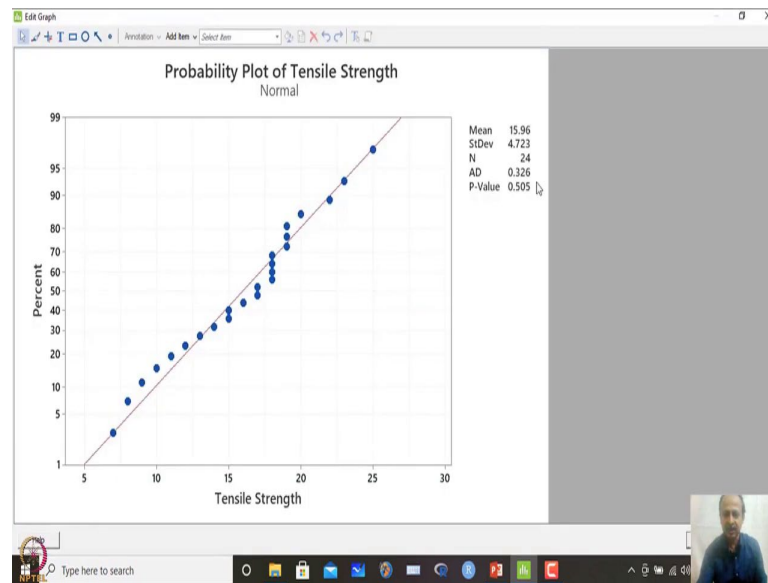 Edit Graph
T Annotation Add Item Select Item
Probability Plot of Tensile Strength
Normal
Mean 15.96
StDev 4.723
N 24
AD 0.326
P-Value 0.505
99
95
90
80
70
60
50
40
30
20
10
5
1
Percent
5 10 15 20 25 30
Tensile Strength
Help
NPTEL
Type here to search